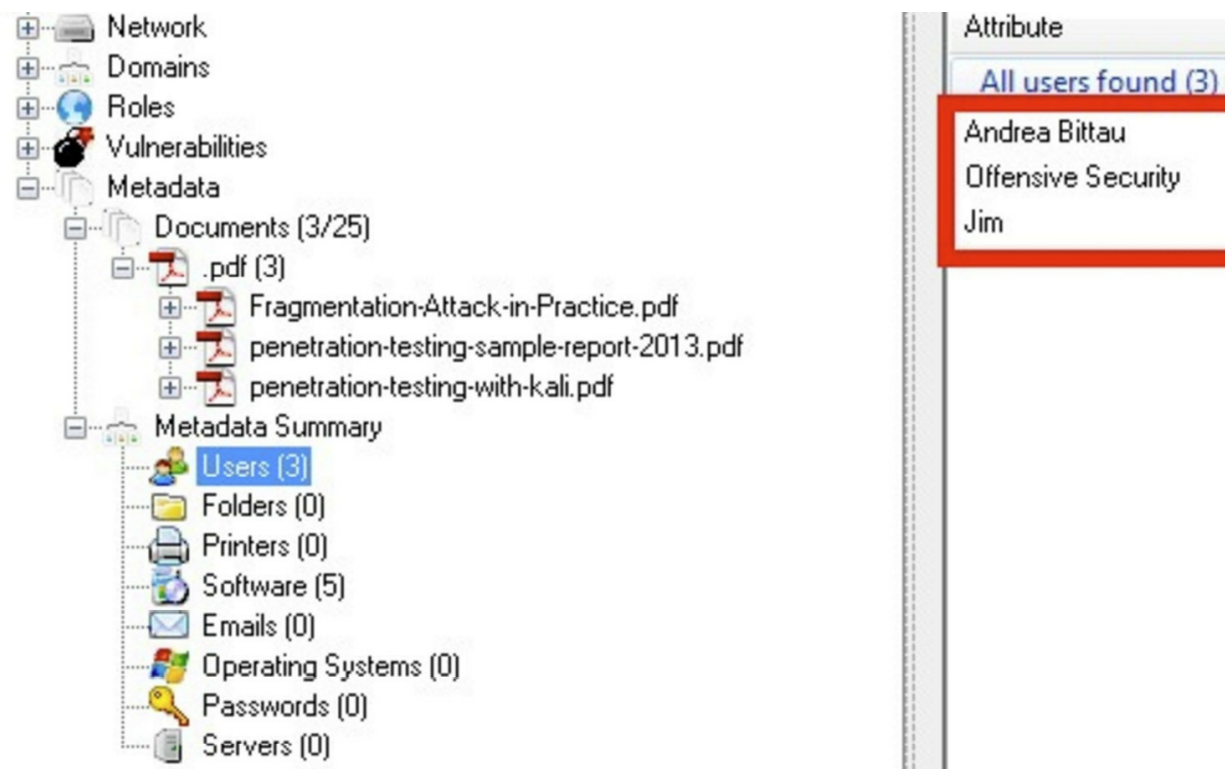 Network
Domains
Roles
Vulnerabilities
Metadata
Documents (3/25)
.pdf (3)
Fragmentation-Attack-in-Practice.pdf
penetration-testing-sample-report-2013.pdf
penetration-testing-with-kali.pdf
Metadata Summary
Users (3)
Folders (0)
Printers (0)
Software (5)
Emails (0)
Operating Systems (0)
Passwords (0)
Servers (0)
Attribute
All users found (3)
Andrea Bittau
Offensive Security
Jim